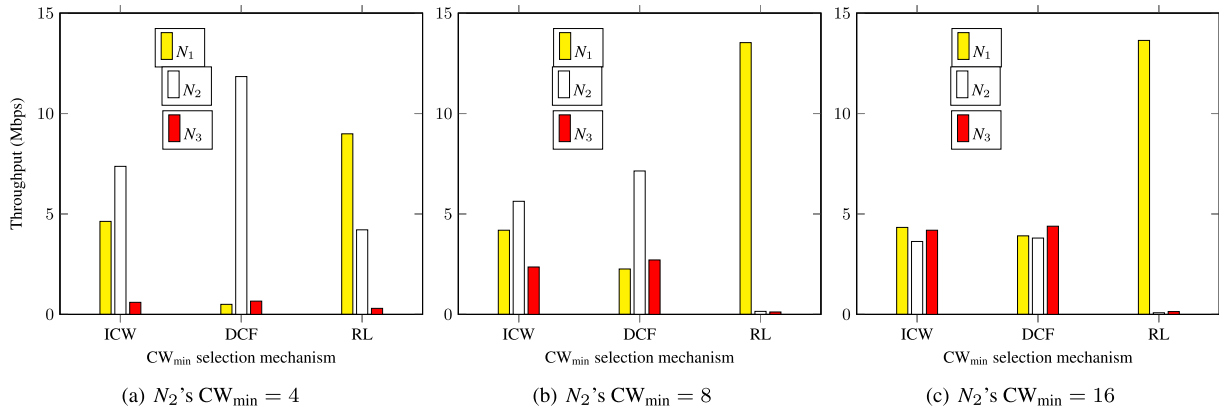 15
10
5
0
Throughput (Mbps)
N₁
N₂
N₃
ICW DCF RL
CWₘᵢₙ selection mechanism
(a) N₂'s CWₘᵢₙ = 4
15
10
5
0
N₁
N₂
N₃
ICW DCF RL
CWₘᵢₙ selection mechanism
(b) N₂'s CWₘᵢₙ = 8
15
10
5
0
N₁
N₂
N₃
ICW DCF RL
CWₘᵢₙ selection mechanism
(c) N₂'s CWₘᵢₙ = 16